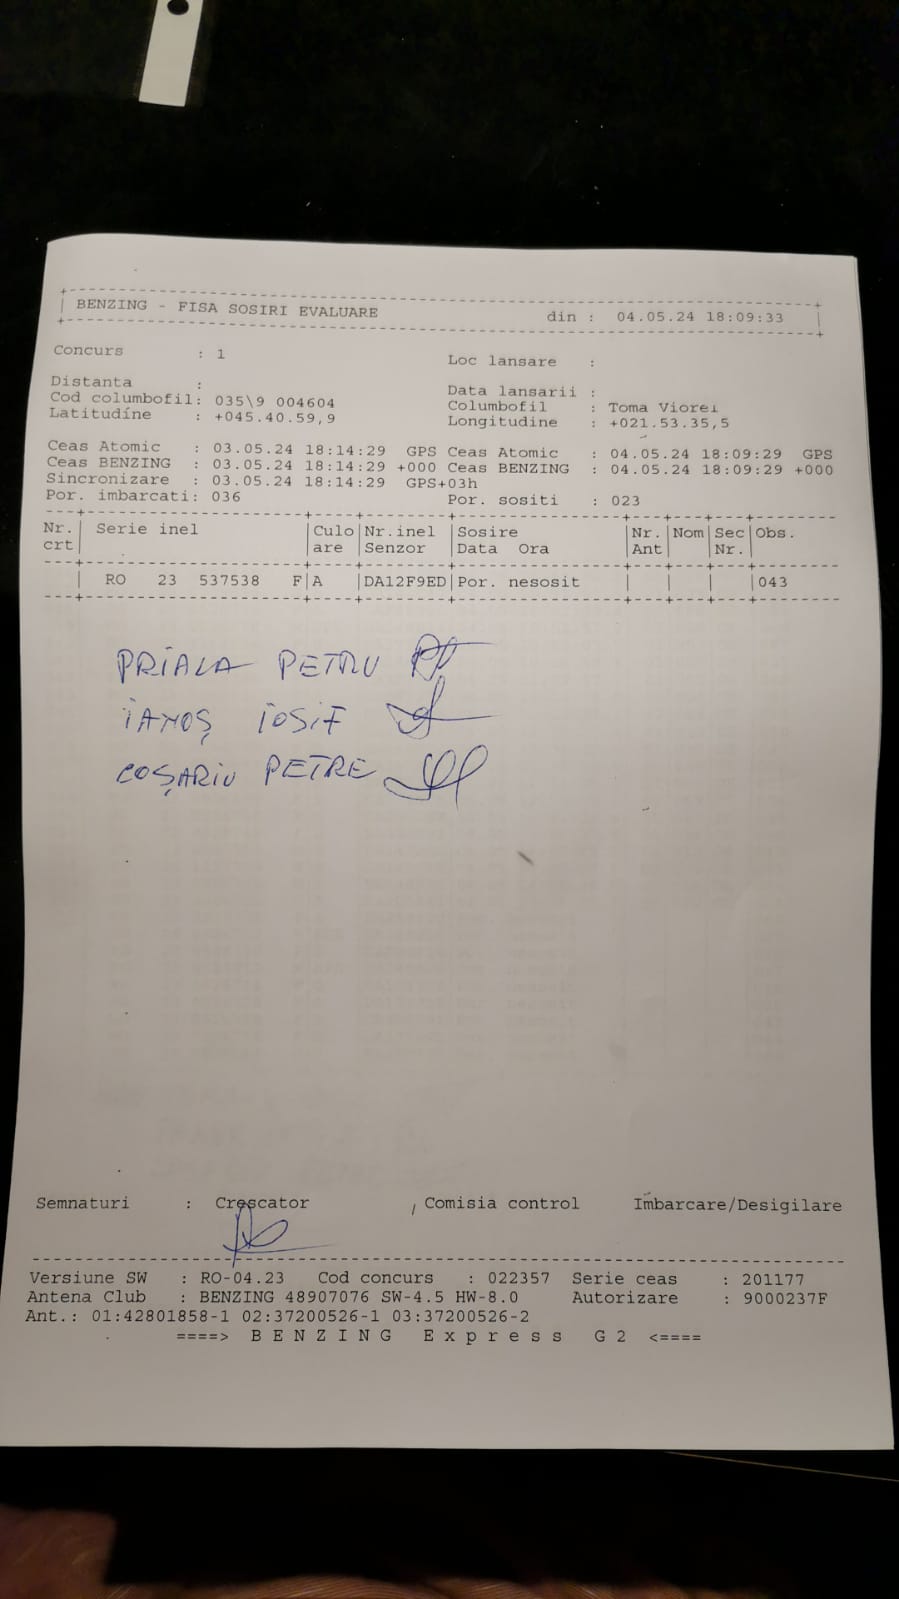 BENZING - FISA SOSIRI EVALUARE din : 04.05.24 18:09:33
Concurs : 1 Loc lansare :
Distanta : Data lansarii :
Cod columbofil: 035\9 004604 Columbofil : Toma Viorel
Latitudine : +045.40.59,9 Longitudine : +021.53.35,5
Ceas Atomic : 03.05.24 18:14:29 GPS Ceas Atomic : 04.05.24 18:09:29 GPS
Ceas BENZING : 03.05.24 18:14:29 +000 Ceas BENZING : 04.05.24 18:09:29 +000
Sincronizare : 03.05.24 18:14:29 GPS+03h
Por. imbarcati: 036 Por. sositi : 023
Nr. Serie inel Culo Nr.inel Sosire Nr. Nom Sec Obs.
crt are Senzor Data Ora Ant Nr.
RO 23 537538 F A DA12F9ED Por. nesosit 043
PRIALA PETRU
IANOȘ IOSIF
COȘARIU PETRE
Semnaturi : Crescator Comisia control Imbarcare/Desigilare
Versiune SW : RO-04.23 Cod concurs : 022357 Serie ceas : 201177
Antena Club : BENZING 48907076 SW-4.5 HW-8.0 Autorizare : 9000237F
Ant.: 01:42801858-1 02:37200526-1 03:37200526-2
====> B E N Z I N G E x p r e s s G 2 <====